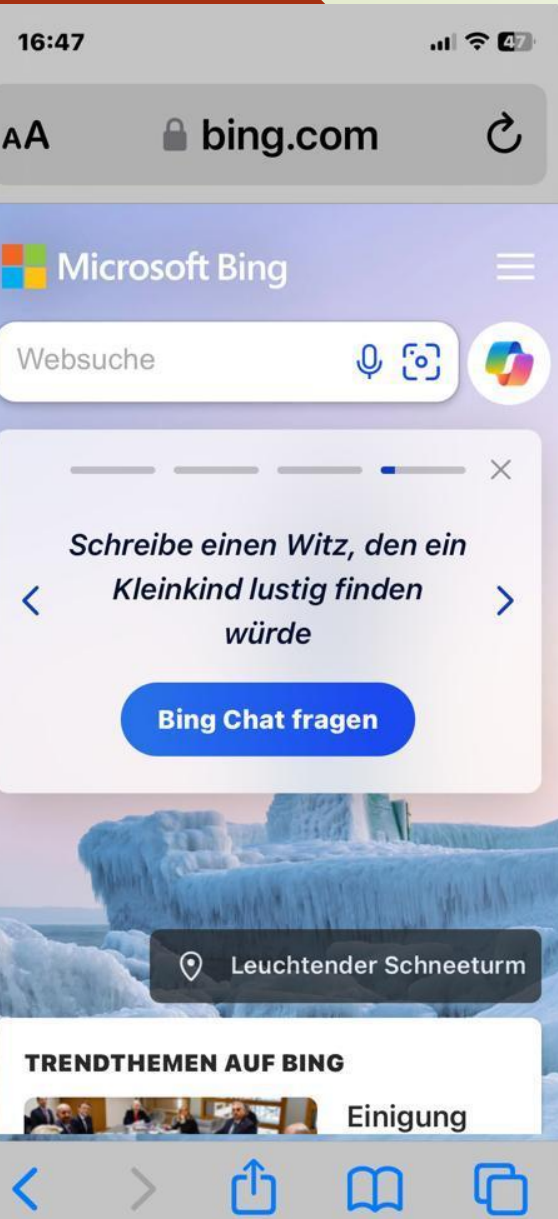 16:47
47
AA bing.com
Microsoft Bing
Websuche
Schreibe einen Witz, den ein
Kleinkind lustig finden
würde
Bing Chat fragen
Leuchtender Schneeturm
TRENDTHEMEN AUF BING
Einigung